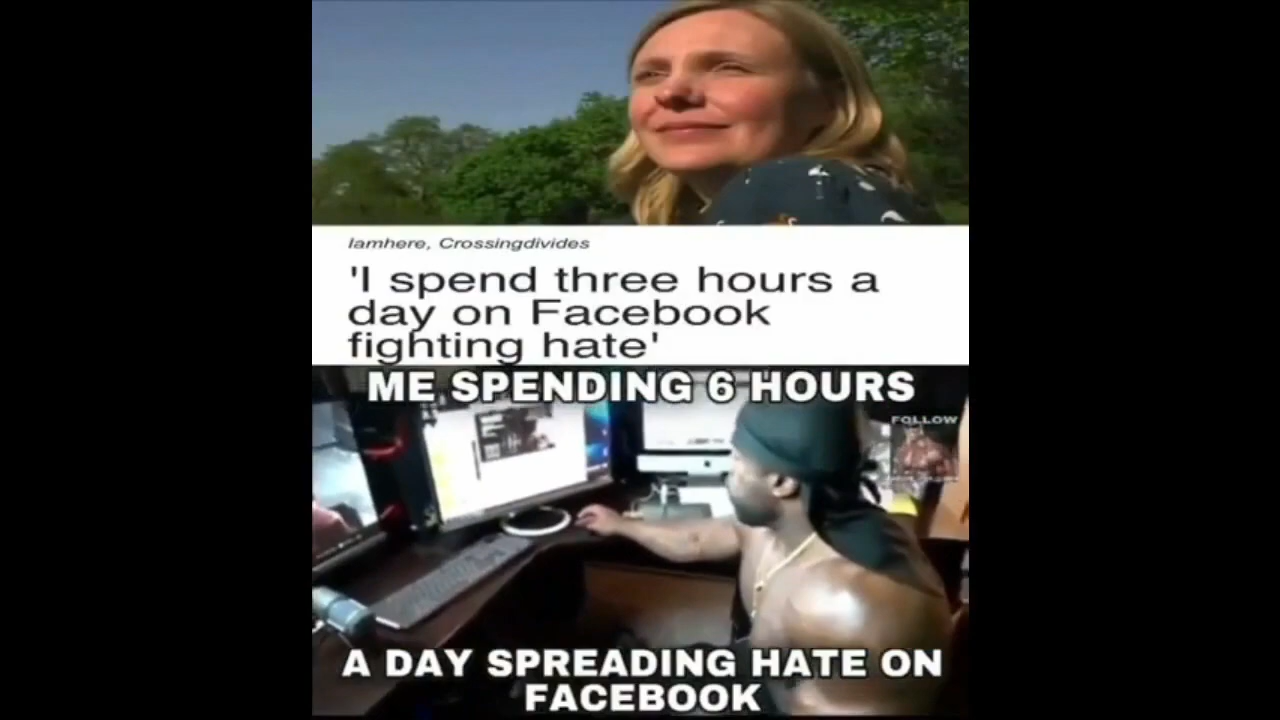 Iamhere, Crossingdivides
'I spend three hours a
day on Facebook
fighting hate'
ME SPENDING 6 HOURS
FOLLOW
A DAY SPREADING HATE ON
FACEBOOK